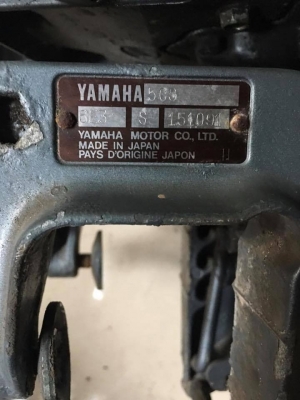 YAMAHA
S
YAMAHA MOTOR CO., LTD.
MADE IN JAPAN
PAYS D'ORIGINE JAPON